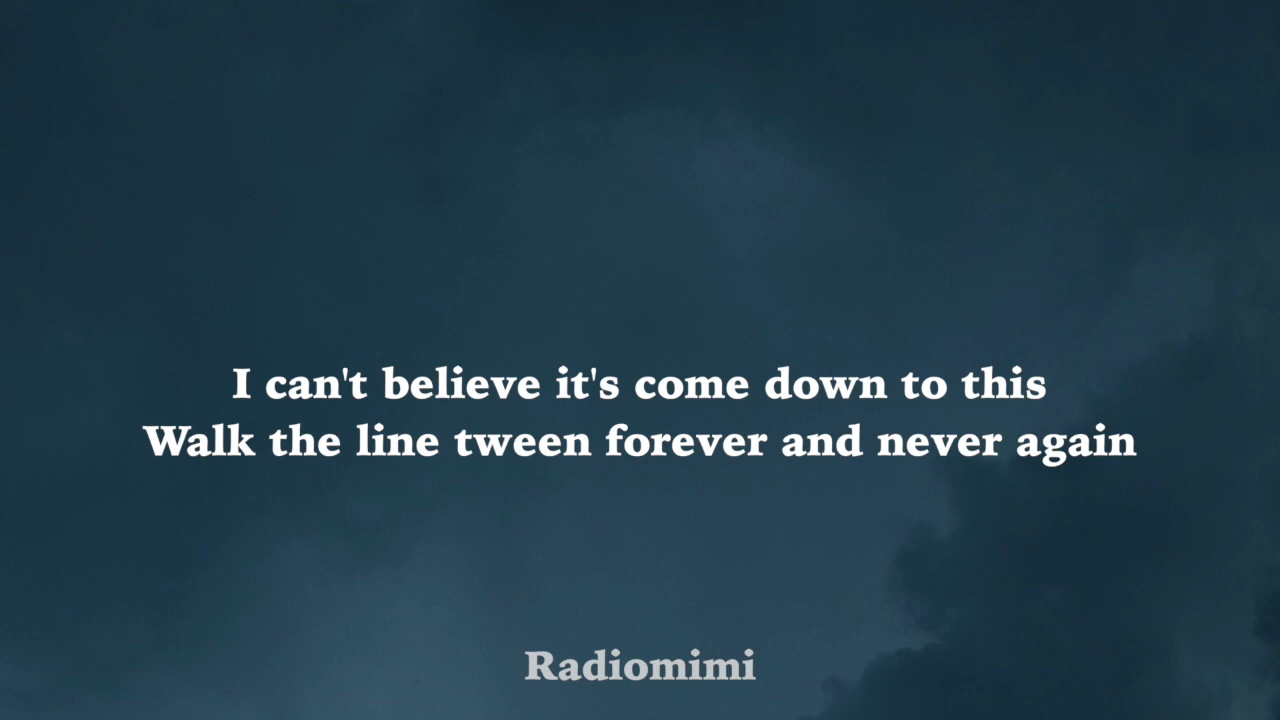 I can't believe it's come down to this
Walk the line tween forever and never again
Radiomimi